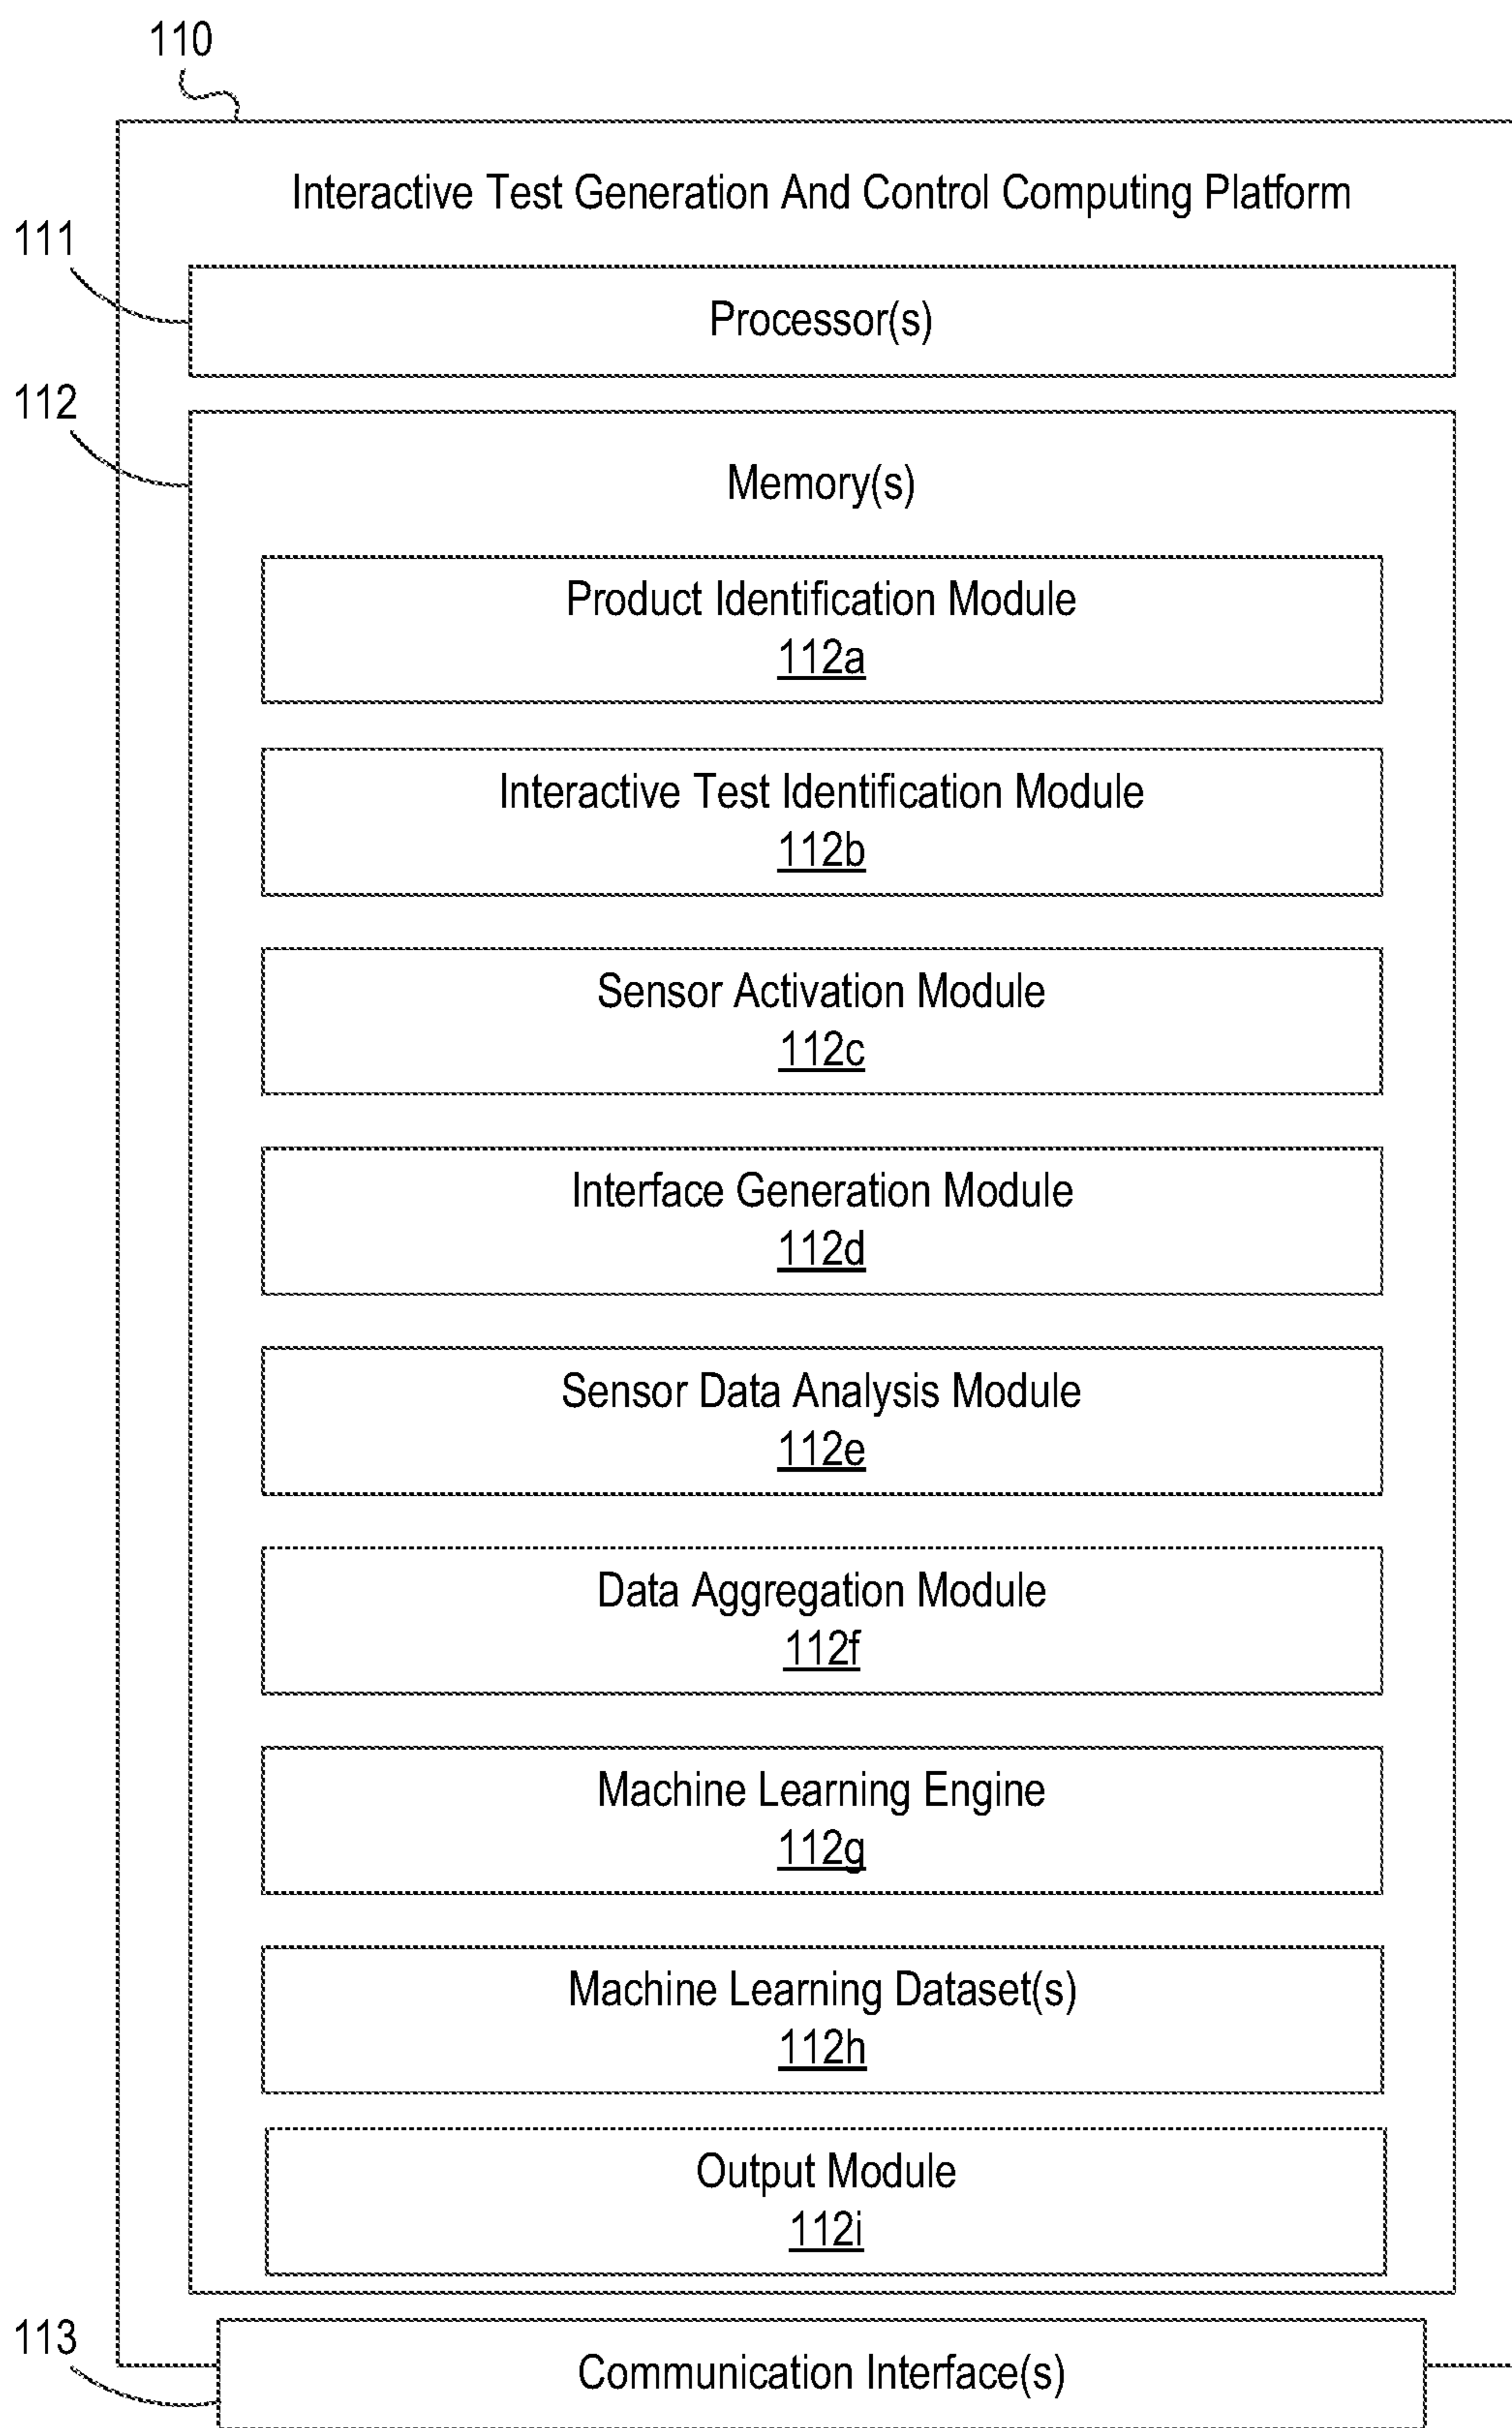 110
Interactive Test Generation And Control Computing Platform
111
Processor(s)
112
Memory(s)
Product Identification Module
112a
Interactive Test Identification Module
112b
Sensor Activation Module
112c
Interface Generation Module
112d
Sensor Data Analysis Module
112e
Data Aggregation Module
112f
Machine Learning Engine
112g
Machine Learning Dataset(s)
112h
Output Module
112i
113
Communication Interface(s)